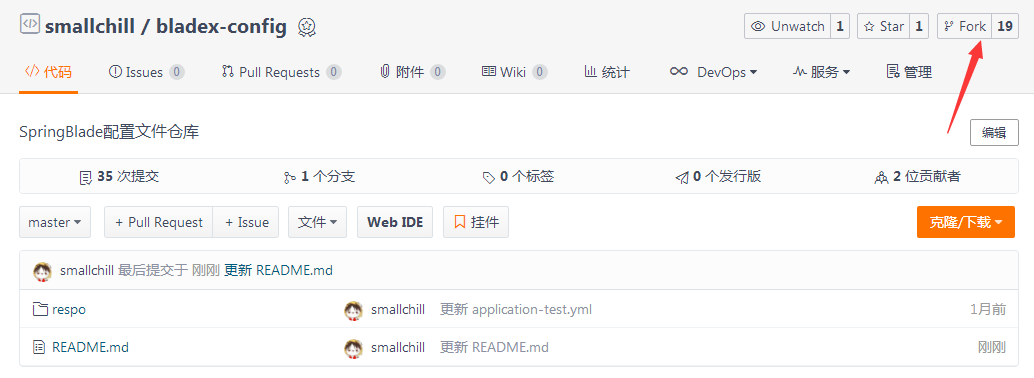 smallchill / bladex-config
Unwatch 1 Star 1 Fork 19
代码 Issues 0 Pull Requests 0 附件 0 Wiki 0 统计 DevOps 服务 管理
SpringBlade配置文件仓库 编辑
35 次提交 1 个分支 0 个标签 0 个发行版 2 位贡献者
master + Pull Request + Issue 文件 Web IDE 挂件 克隆/下载
smallchill 最后提交于 刚刚 更新 README.md
respo smallchill 更新 application-test.yml 1月前
README.md smallchill 更新 README.md 刚刚